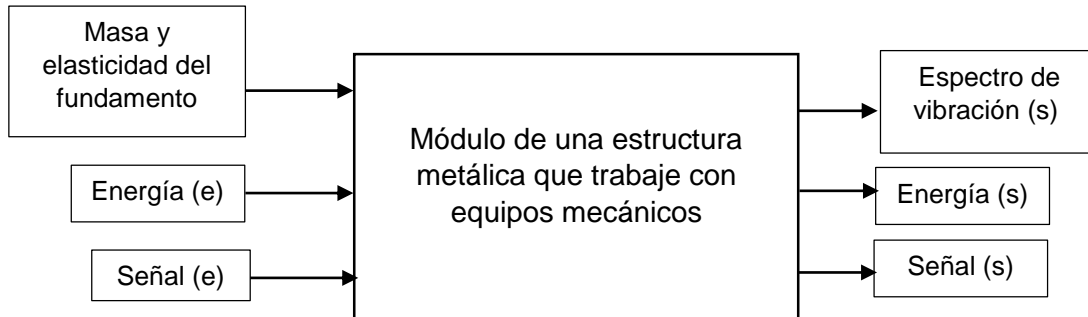 Masa y
elasticidad del
fundamento
Energía (e)
Señal (e)
Módulo de una estructura
metálica que trabaje con
equipos mecánicos
Espectro de
vibración (s)
Energía (s)
Señal (s)